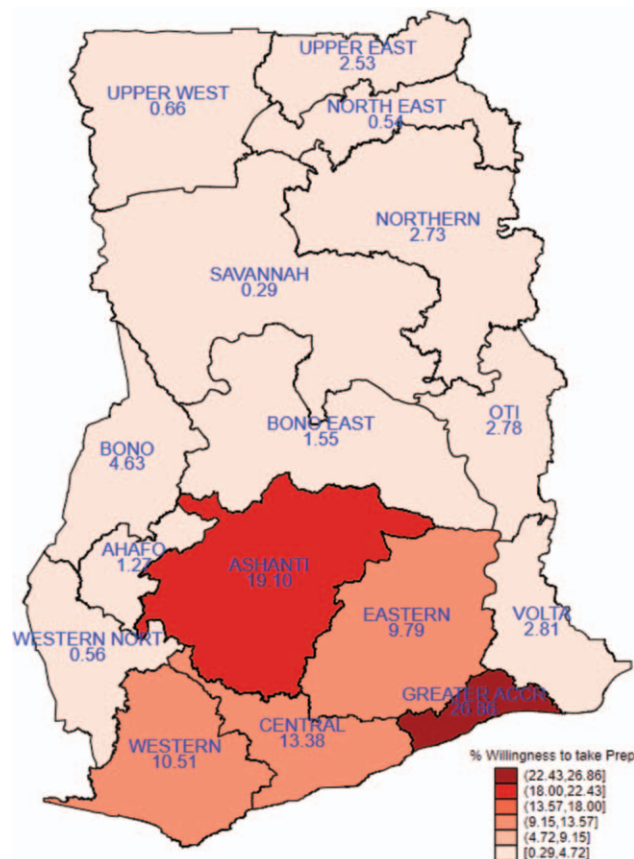 UPPER EAST
2.53
UPPER WEST
0.66
NORTH EAST
0.54
NORTHERN
2.73
SAVANNAH
0.29
OTI
2.78
BONO EAST
1.55
BONO
4.63
AHAFO
1.27
ASHANTI
19.10
EASTERN
9.79
VOLTA
2.81
WESTERN NORT
0.56
GREATER ACCR
26.86
CENTRAL
13.38
WESTERN
10.51
% Willingness to take Prep
(22.43,26.86]
(18.00,22.43]
(13.57,18.00]
(9.15,13.57]
(4.72,9.15]
[0.29,4.72]